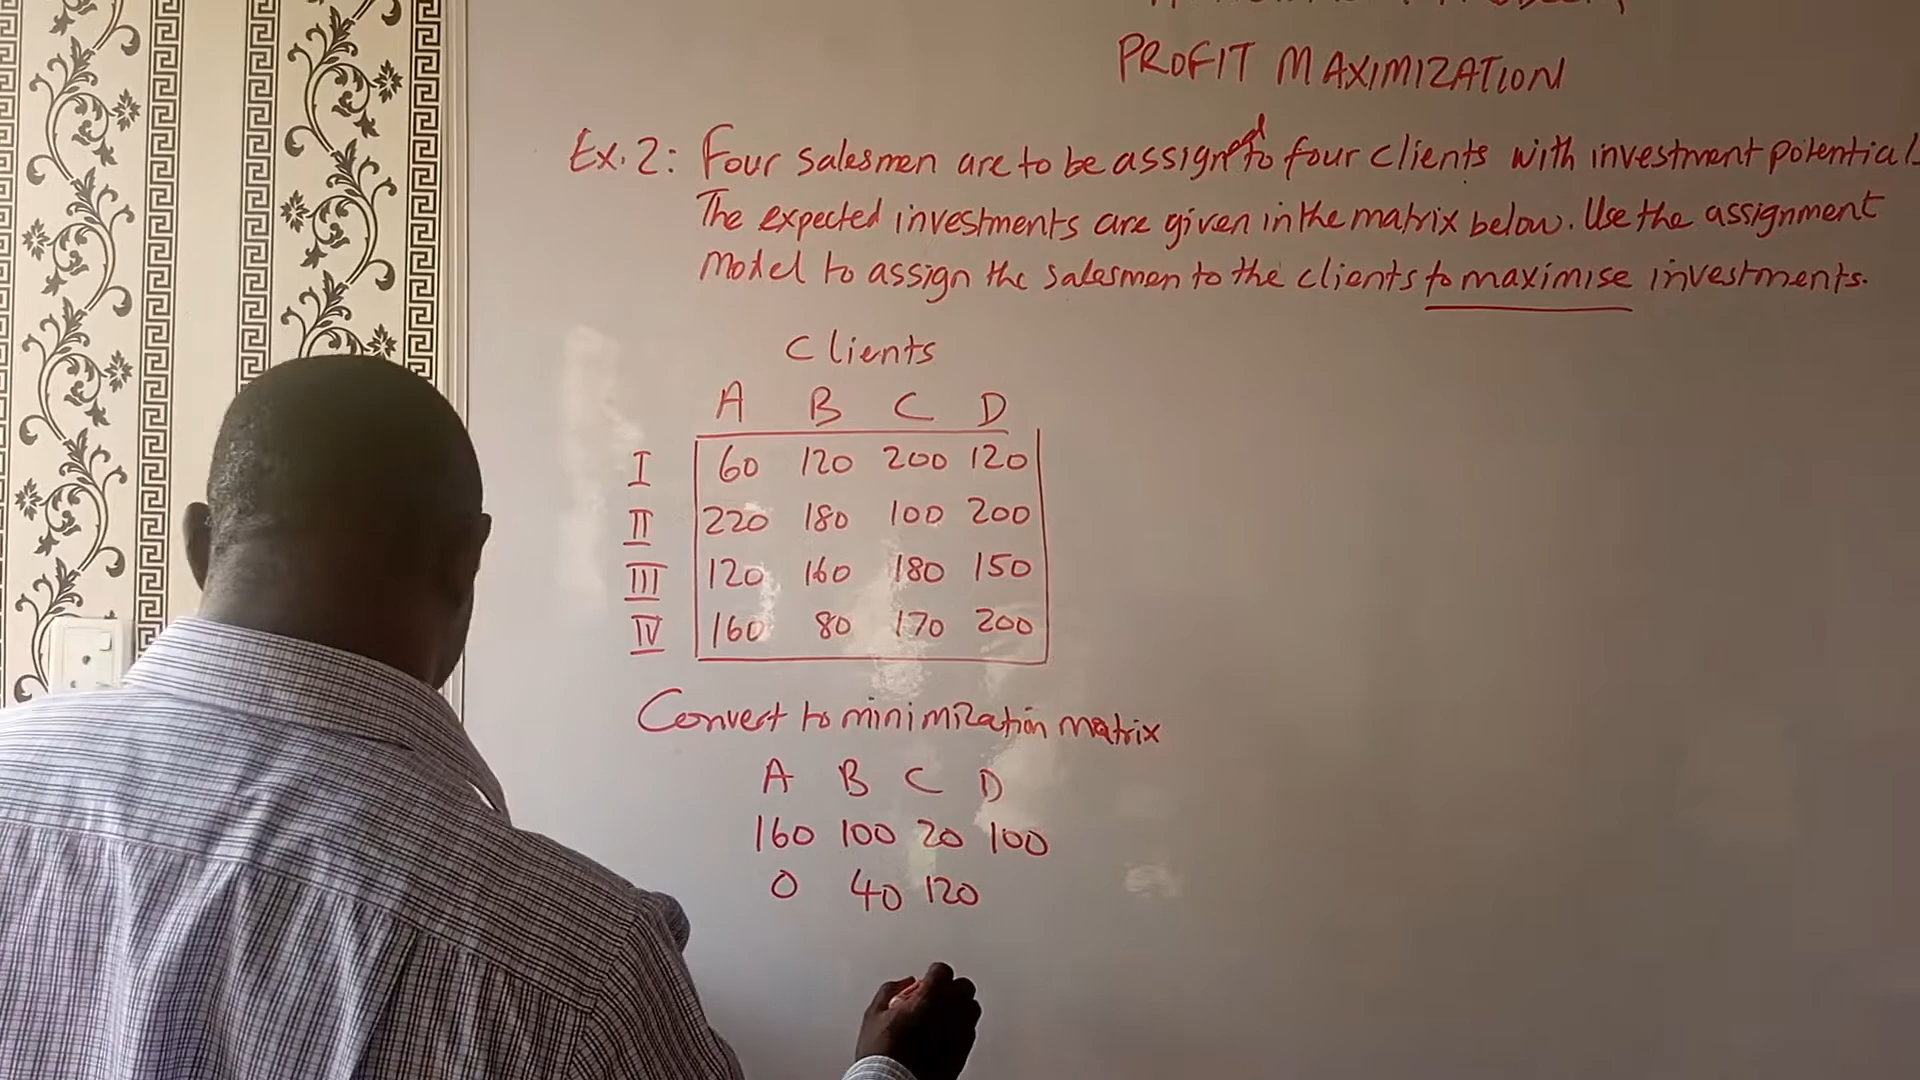 PROFIT MAXIMIZATION
Ex. 2: Four salesmen are to be assigned to four clients with investment potential.
The expected investments are given in the matrix below. Use the assignment
model to assign the salesmen to the clients to maximise investments.
Clients
A B C D
I 60 120 200 120
II 220 180 100 200
III 120 160 180 150
IV 160 80 170 200
Convert to minimization matrix
A B C D
160 100 20 100
0 40 120